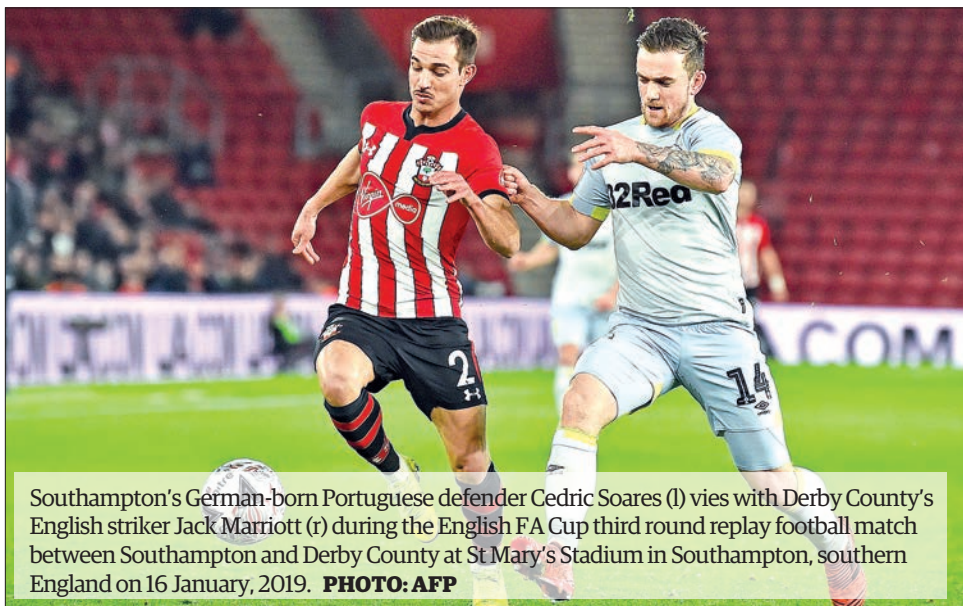 Virgin
media
32Red
2
14
.COM
Southampton's German-born Portuguese defender Cedric Soares (l) vies with Derby County's
English striker Jack Marriott (r) during the English FA Cup third round replay football match
between Southampton and Derby County at St Mary's Stadium in Southampton, southern
England on 16 January, 2019. PHOTO: AFP